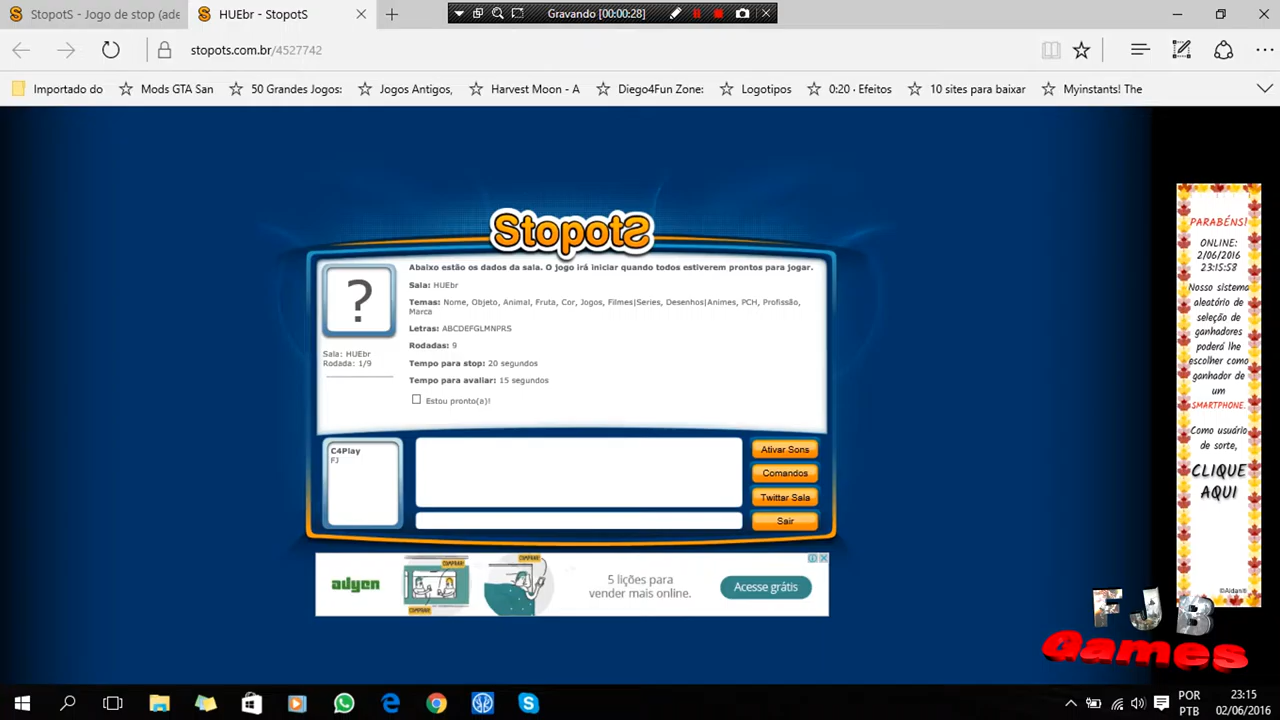 StopotS - Jogo de stop (ade
HUEbr - StopotS
Gravando [00:00:28]
stopots.com.br/4527742
Importado do
Mods GTA San
50 Grandes Jogos:
Jogos Antigos,
Harvest Moon - A
Diego4Fun Zone:
Logotipos
0:20 · Efeitos
10 sites para baixar
Myinstants! The
StopotS
?
Sala: HUEbr
Rodada: 1/9
Abaixo estão os dados da sala. O jogo irá iniciar quando todos estiverem prontos para jogar.
Sala: HUEbr
Temas: Nome, Objeto, Animal, Fruta, Cor, Jogos, Filmes|Series, Desenhos|Animes, PCH, Profissão,
Marca
Letras: ABCDEFGLMNPRS
Rodadas: 9
Tempo para stop: 20 segundos
Tempo para avaliar: 15 segundos
Estou pronto(a)!
C4Play
FJ
Ativar Sons
Comandos
Twittar Sala
Sair
adyen
COMPRAR
COMPRAR
COMPRAR
5 lições para
vender mais online.
Acesse grátis
PARABÉNS!
ONLINE:
2/06/2016
23:15:58
Nosso sistema
aleatório de
seleção de
ganhadores
poderá lhe
escolher como
ganhador de
um
SMARTPHONE.
Como usuário
de sorte,
CLIQUE
AQUI
©Aidan®
FJB
Games
POR
PTB
23:15
02/06/2016